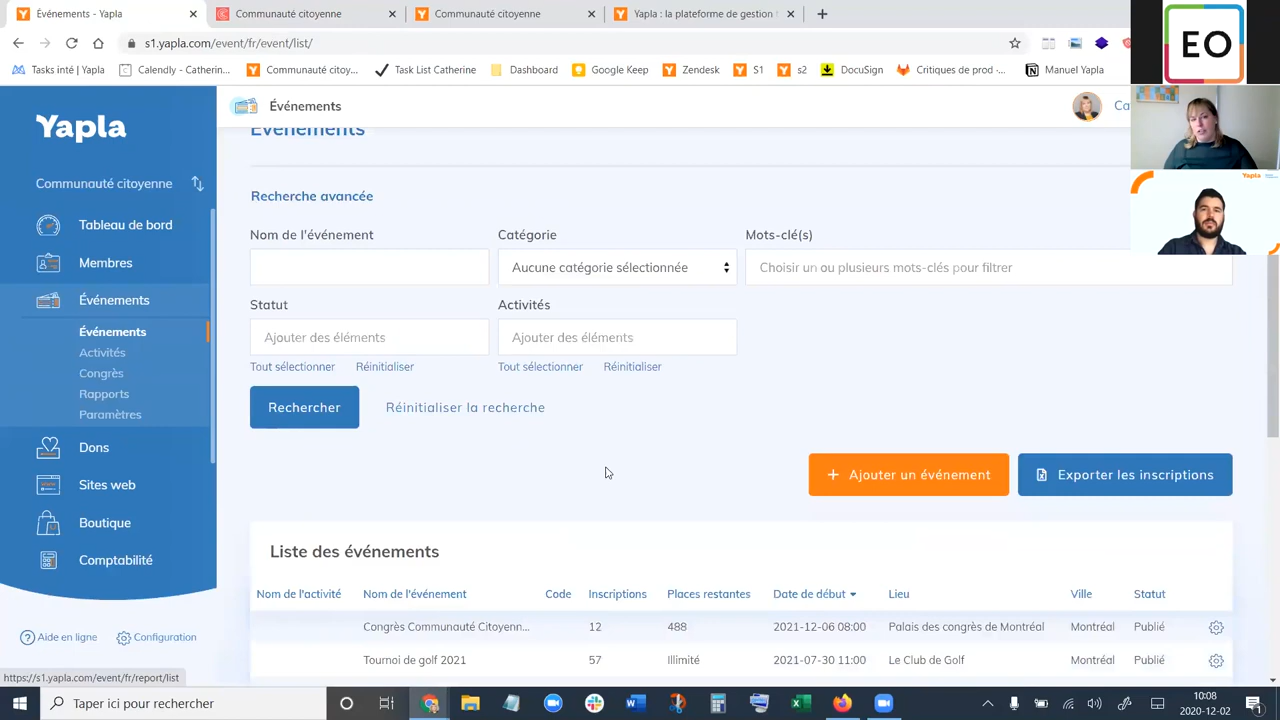 Événements - Yapla
Communauté citoyenne
Communauté citoyenne
Yapla : la plateforme de gestion
s1.yapla.com/event/fr/event/list/
Tasks inté | Yapla
Calendly - Catherin...
Communauté citoy...
Task List Catherine
Dashboard
Google Keep
Zendesk
S1
s2
DocuSign
Critiques de prod -...
Manuel Yapla
EO
Yapla
Yapla
Communauté citoyenne
Tableau de bord
Membres
Événements
Événements
Activités
Congrès
Rapports
Paramètres
Dons
Sites web
Boutique
Comptabilité
Aide en ligne
Configuration
Événements
Ca
Événements
Recherche avancée
Nom de l'événement
Catégorie
Mots-clé(s)
Aucune catégorie sélectionnée
Choisir un ou plusieurs mots-clés pour filtrer
Statut
Activités
Ajouter des éléments
Ajouter des éléments
Tout sélectionner
Réinitialiser
Tout sélectionner
Réinitialiser
Rechercher
Réinitialiser la recherche
+ Ajouter un événement
Exporter les inscriptions
Liste des événements
Nom de l'activité Nom de l'événement Code Inscriptions Places restantes Date de début Lieu Ville Statut
Congrès Communauté Citoyenn... 12 488 2021-12-06 08:00 Palais des congrès de Montréal Montréal Publié
Tournoi de golf 2021 57 Illimité 2021-07-30 11:00 Le Club de Golf Montréal Publié
https://s1.yapla.com/event/fr/report/list
Taper ici pour rechercher
10:08
2020-12-02
1